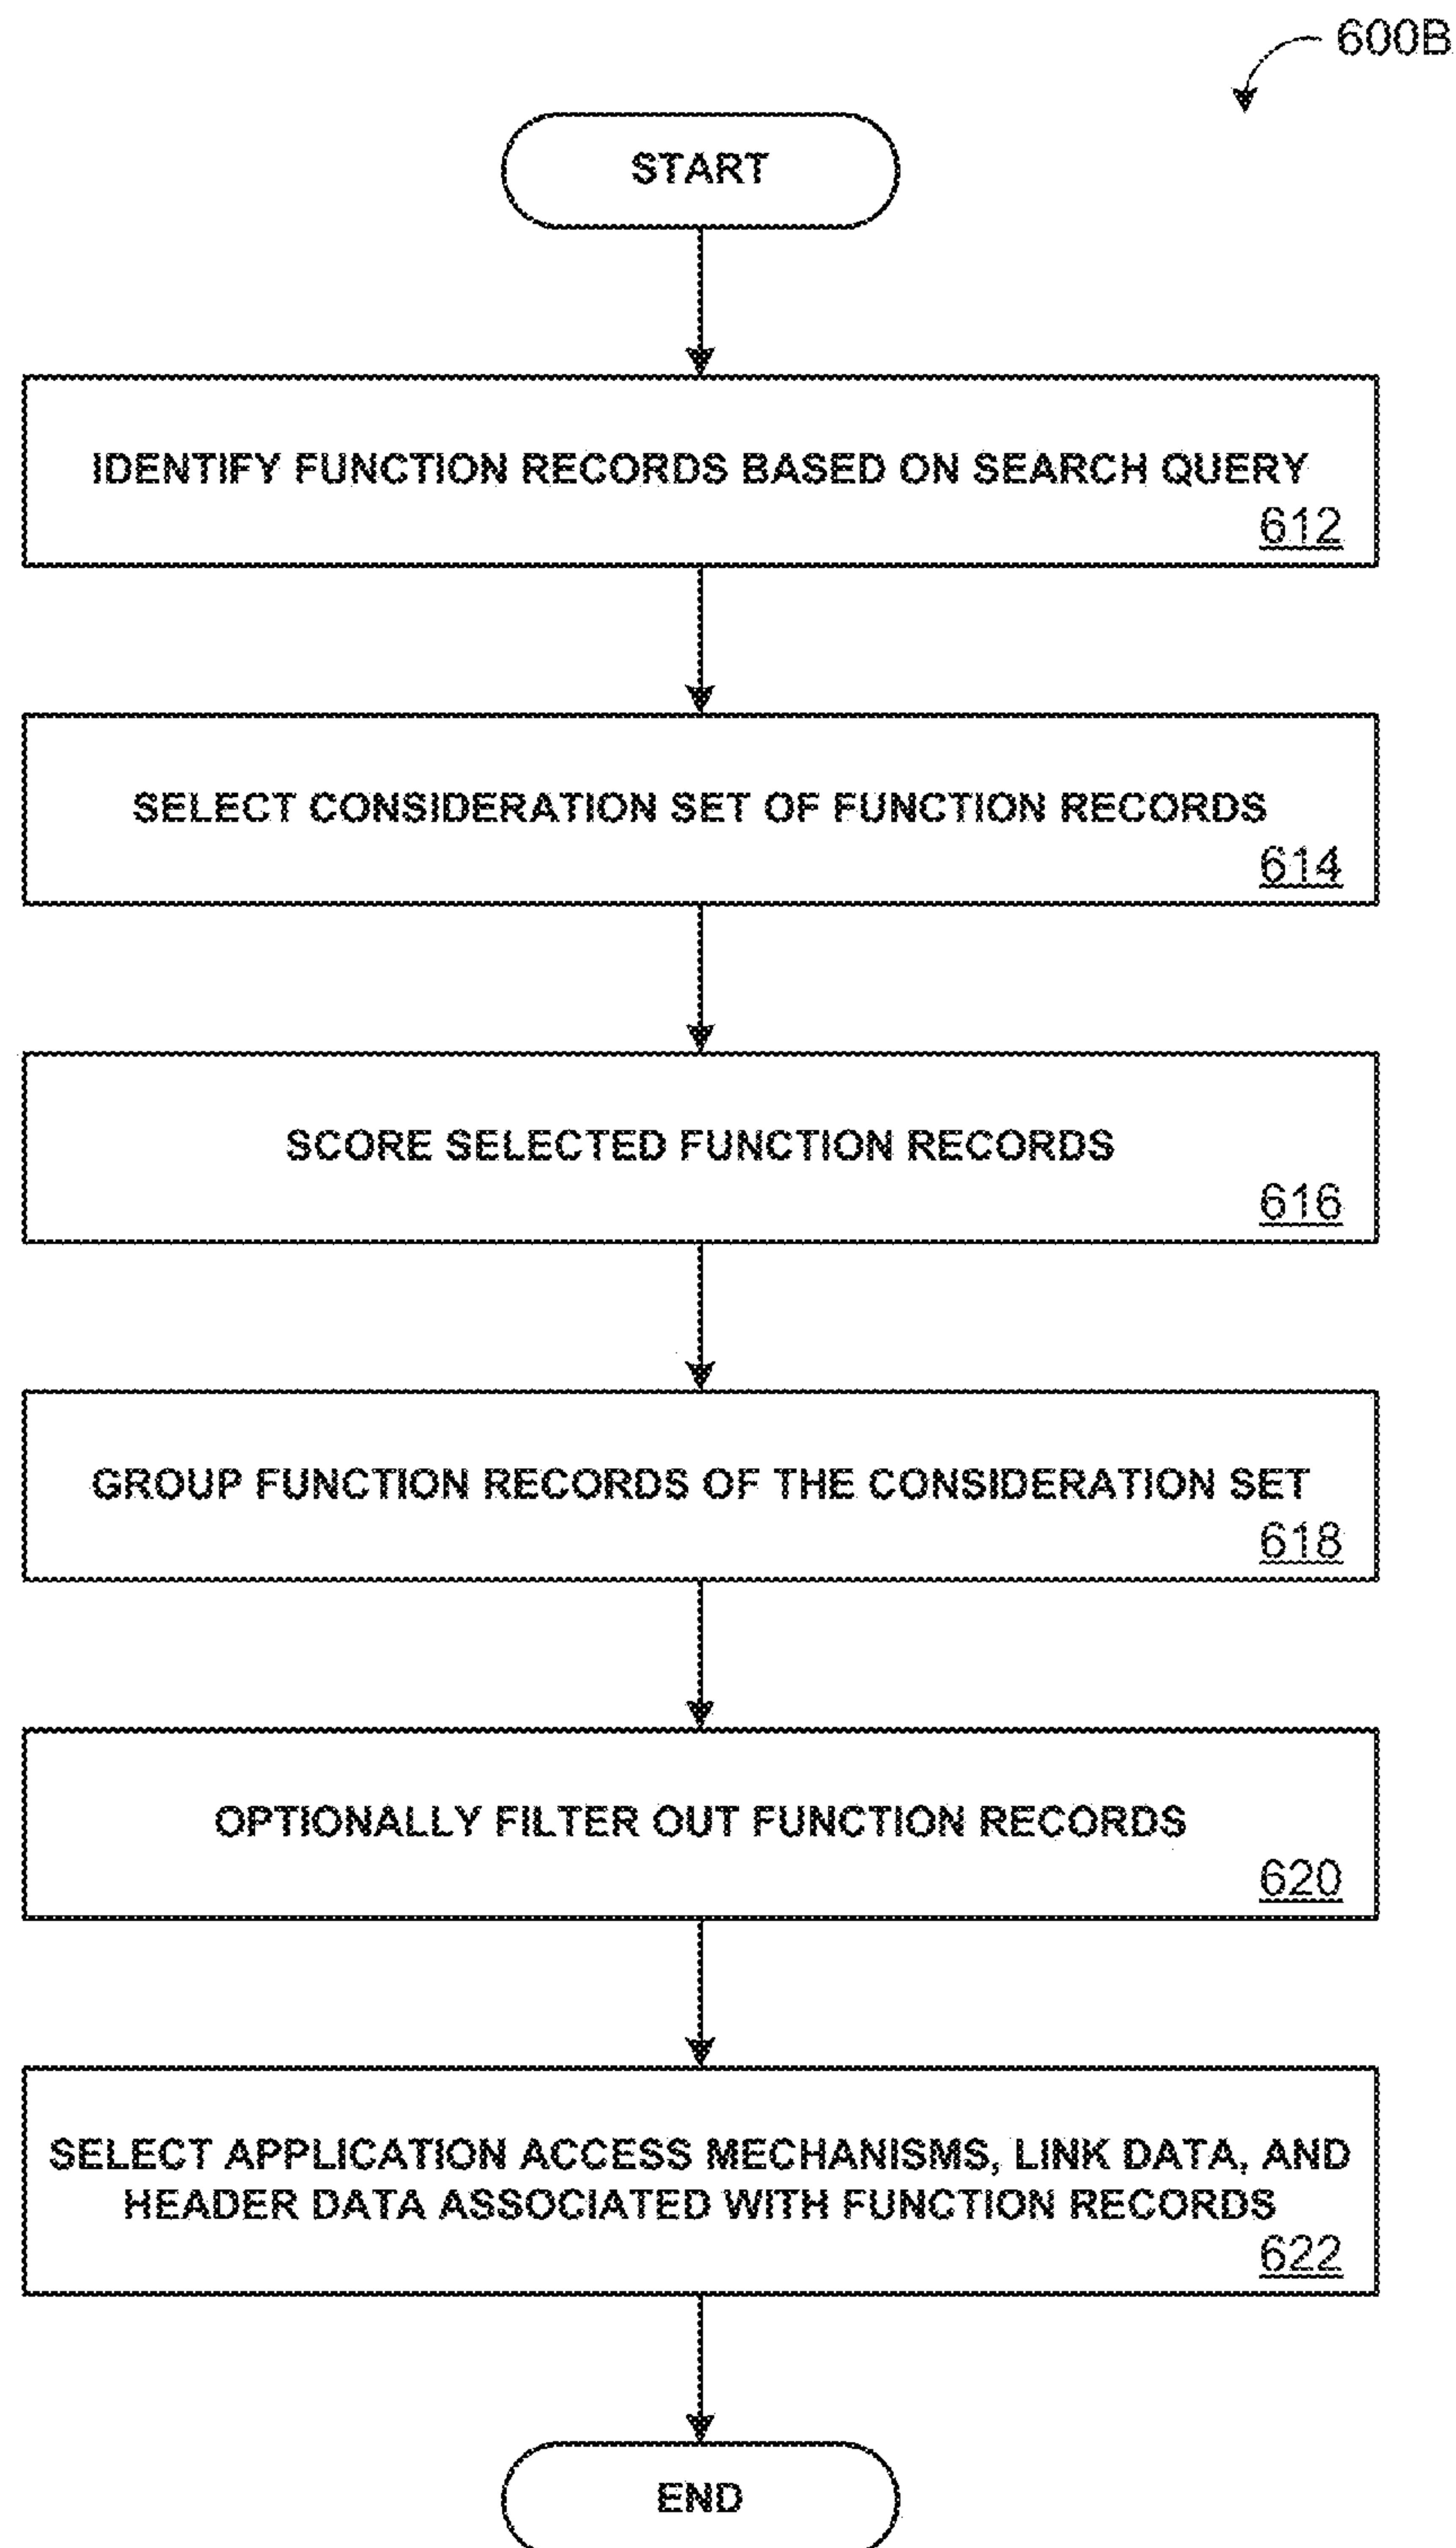 600B
START
IDENTIFY FUNCTION RECORDS BASED ON SEARCH QUERY
612
SELECT CONSIDERATION SET OF FUNCTION RECORDS
614
SCORE SELECTED FUNCTION RECORDS
616
GROUP FUNCTION RECORDS OF THE CONSIDERATION SET
618
OPTIONALLY FILTER OUT FUNCTION RECORDS
620
SELECT APPLICATION ACCESS MECHANISMS, LINK DATA, AND
HEADER DATA ASSOCIATED WITH FUNCTION RECORDS
622
END